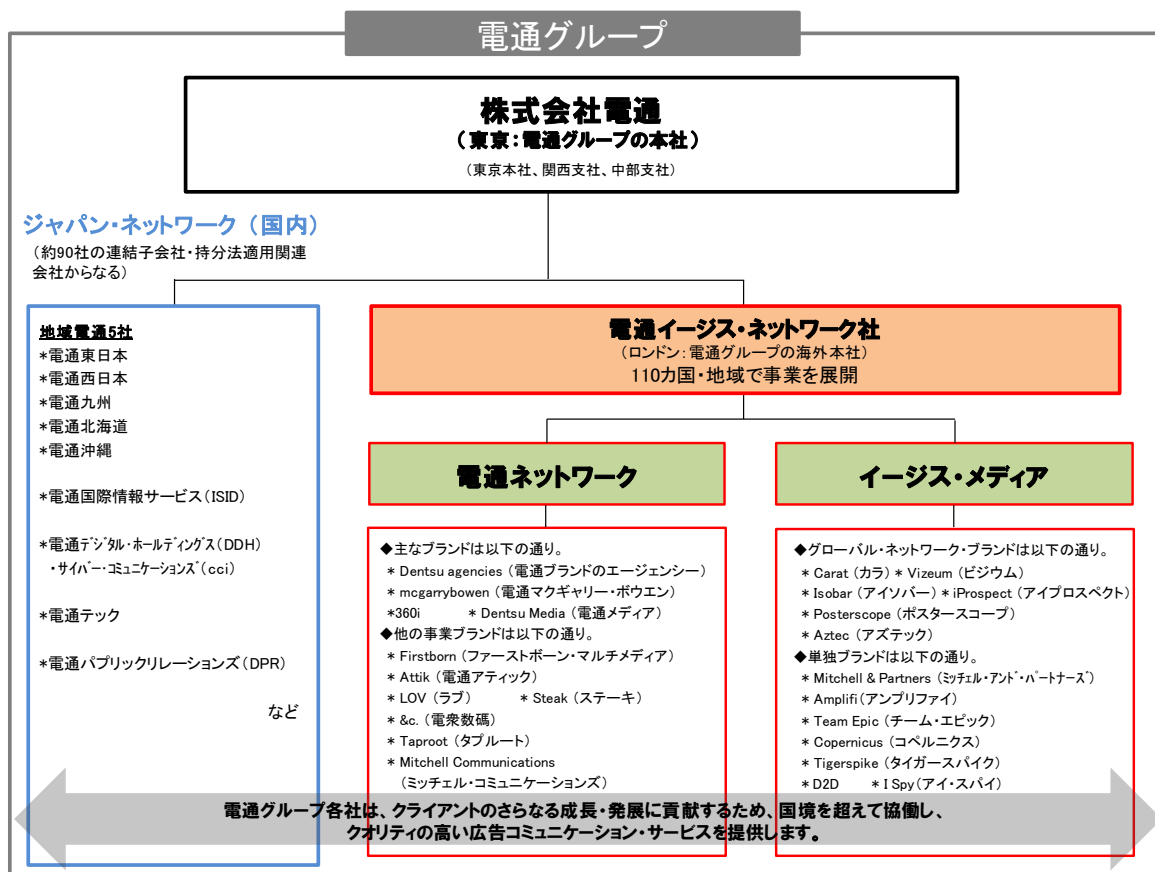 電通グループ
株式会社電通
(東京:電通グループの本社)
(東京本社、関西支社、中部支社)
ジャパン・ネットワーク(国内)
(約90社の連結子会社・持分法適用関連
会社からなる)
地域電通5社
*電通東日本
*電通西日本
*電通九州
*電通北海道
*電通沖縄
*電通国際情報サービス(ISID)
*電通ﾃﾞｼﾞﾀﾙ・ﾎｰﾙﾃﾞｨﾝｸﾞｽ(DDH)
・ｻｲﾊﾞｰ・ｺﾐｭﾆｹｰｼｮﾝｽﾞ(cci)
*電通テック
*電通パブリックリレーションズ(DPR)
など
電通イージス・ネットワーク社
(ロンドン:電通グループの海外本社)
110カ国・地域で事業を展開
電通ネットワーク
◆主なブランドは以下の通り。
* Dentsu agencies (電通ブランドのエージェンシー)
* mcgarrybowen (電通マクギャリー・ボウエン)
*360i * Dentsu Media (電通メディア)
◆他の事業ブランドは以下の通り。
* Firstborn (ファーストボーン・マルチメディア)
* Attik (電通アティック)
* LOV (ラブ) * Steak (ステーキ)
* &c. (電衆数碼)
* Taproot (タプルート)
* Mitchell Communications
(ミッチェル・コミュニケーションズ)
イージス・メディア
◆グローバル・ネットワーク・ブランドは以下の通り。
* Carat (カラ) * Vizeum (ビジウム)
* Isobar (アイソバー) * iProspect (アイプロスペクト)
* Posterscope (ポスタースコープ)
* Aztec (アズテック)
◆単独ブランドは以下の通り。
* Mitchell & Partners (ﾐｯﾁｪﾙ・ｱﾝﾄﾞ・ﾊﾟｰﾄﾅｰｽﾞ)
* Amplifi (アンプリファイ)
* Team Epic (チーム・エピック)
* Copernicus (コペルニクス)
* Tigerspike (タイガースパイク)
* D2D * I Spy(アイ・スパイ)
電通グループ各社は、クライアントのさらなる成長・発展に貢献するため、国境を超えて協働し、
クオリティの高い広告コミュニケーション・サービスを提供します。